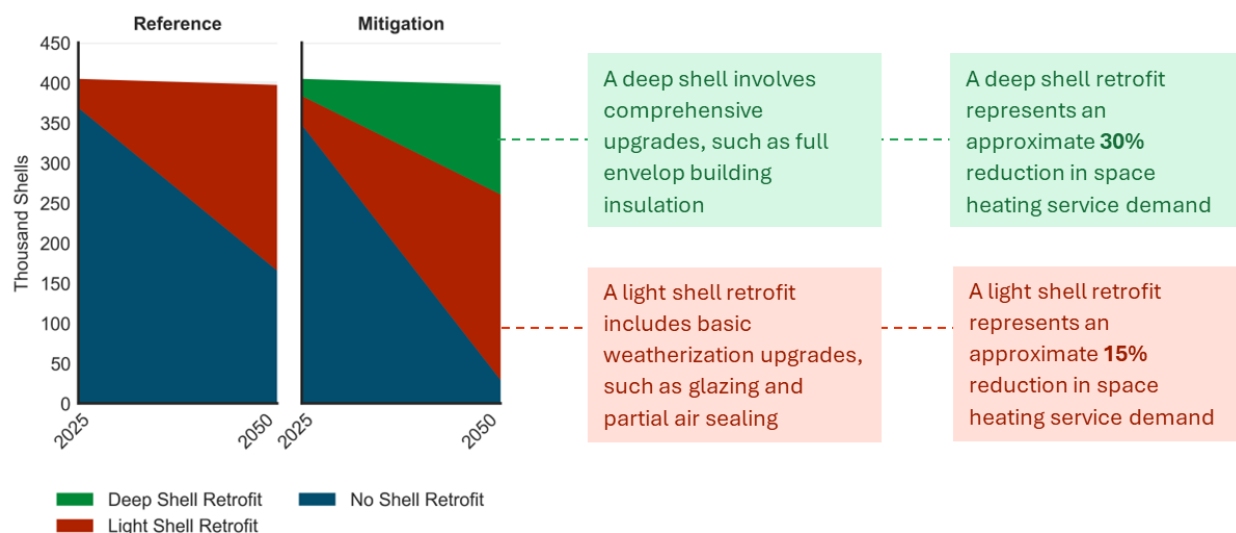 Reference
Mitigation
Thousand Shells
450
400
350
300
250
200
150
100
50
0
2025
2050
2025
2050
Deep Shell Retrofit
No Shell Retrofit
Light Shell Retrofit
A deep shell involves
comprehensive
upgrades, such as full
envelop building
insulation
A deep shell retrofit
represents an
approximate 30%
reduction in space
heating service demand
A light shell retrofit
includes basic
weatherization upgrades,
such as glazing and
partial air sealing
A light shell retrofit
represents an
approximate 15%
reduction in space
heating service demand